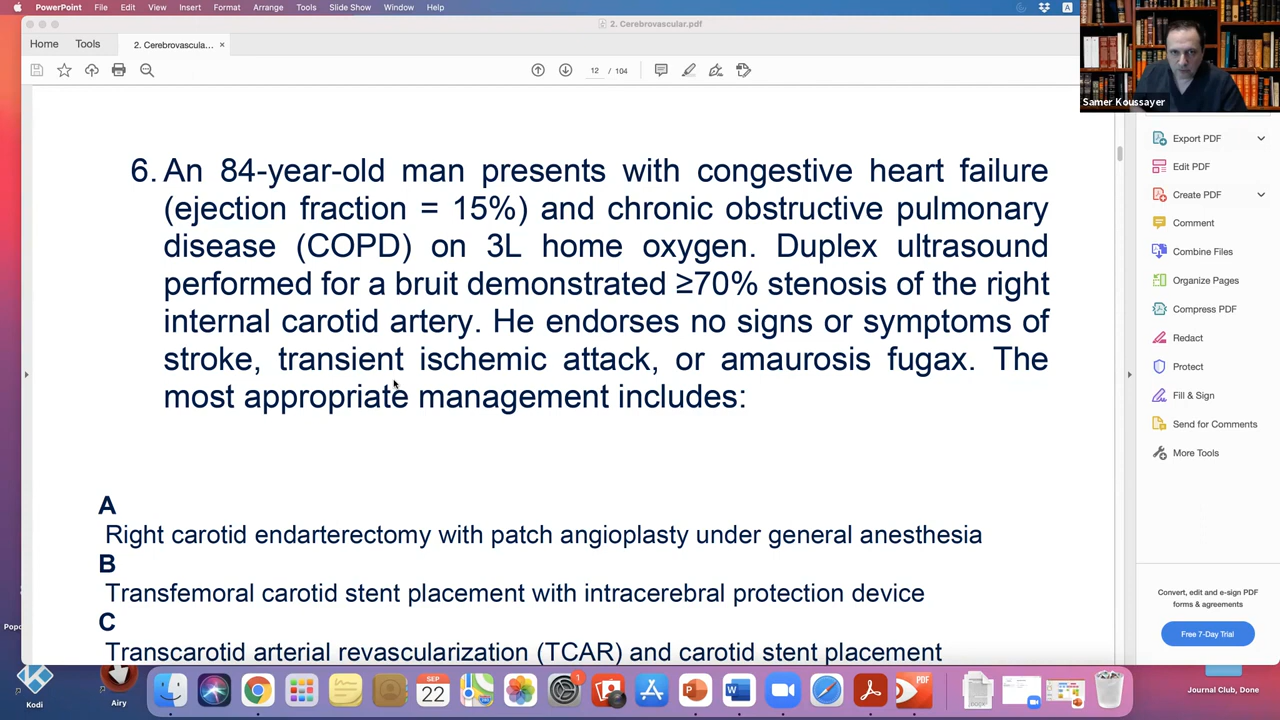 PowerPoint File Edit View Insert Format Arrange Tools Slide Show Window Help
2. Cerebrovascular.pdf
Home Tools 2. Cerebrovascula... ×
12 / 104
Samer Koussayer
6. An 84-year-old man presents with congestive heart failure
(ejection fraction = 15%) and chronic obstructive pulmonary
disease (COPD) on 3L home oxygen. Duplex ultrasound
performed for a bruit demonstrated ≥70% stenosis of the right
internal carotid artery. He endorses no signs or symptoms of
stroke, transient ischemic attack, or amaurosis fugax. The
most appropriate management includes:
A
Right carotid endarterectomy with patch angioplasty under general anesthesia
B
Transfemoral carotid stent placement with intracerebral protection device
C
Transcarotid arterial revascularization (TCAR) and carotid stent placement
Export PDF
Edit PDF
Create PDF
Comment
Combine Files
Organize Pages
Compress PDF
Redact
Protect
Fill & Sign
Send for Comments
More Tools
Convert, edit and e-sign PDF
forms & agreements
Free 7-Day Trial
Kodi
Airy
SEP
22
1
PDF
Journal Club, Done